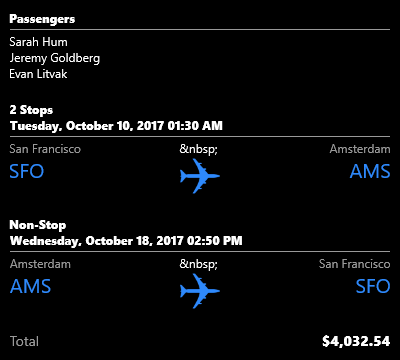 Passengers
Sarah Hum
Jeremy Goldberg
Evan Litvak
2 Stops
Tuesday, October 10, 2017 01:30 AM
San Francisco &nbsp; Amsterdam
SFO AMS
Non-Stop
Wednesday, October 18, 2017 02:50 PM
Amsterdam &nbsp; San Francisco
AMS SFO
Total $4,032.54